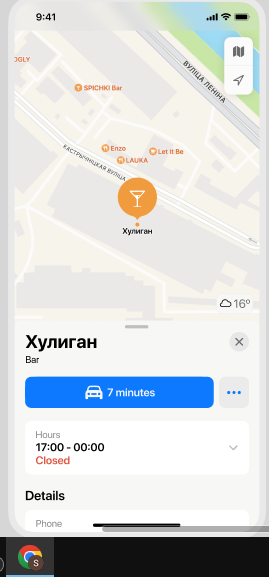 9:41
OGLY
SPICHKI Bar
ВУЛІЦА ЛЕНІНА
Enzo
Let It Be
LAUKA
КАСТРЫЧНІЦКАЯ ВУЛІЦА
Хулиган
16°
Хулиган
Bar
7 minutes
Hours
17:00 - 00:00
Closed
Details
Phone
S